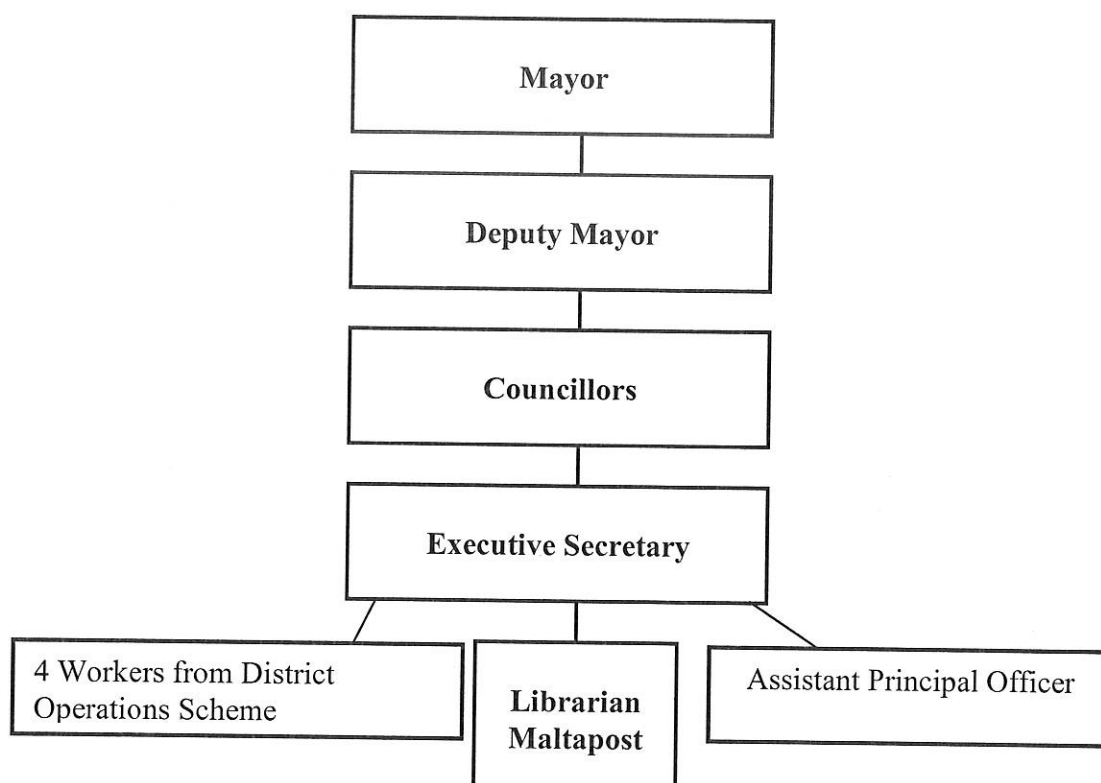 Mayor
Deputy Mayor
Councillors
Executive Secretary
4 Workers from District
Operations Scheme
Librarian
Maltapost
Assistant Principal Officer